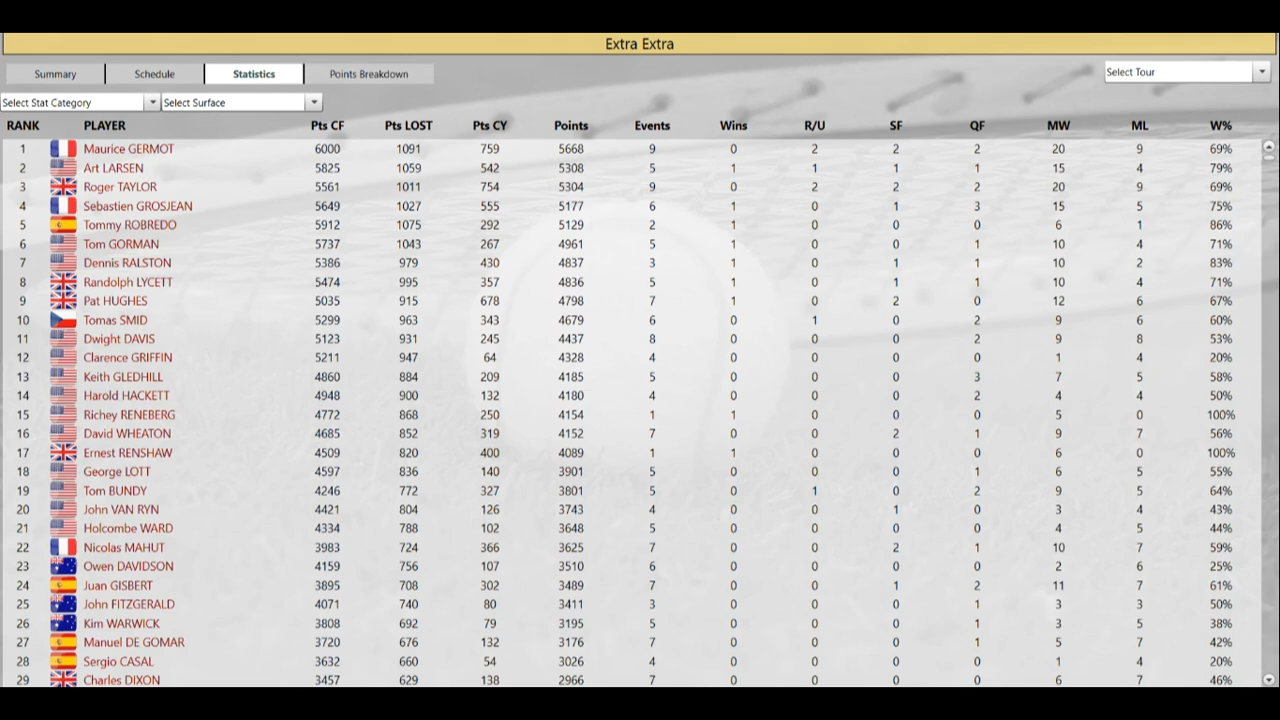 Extra Extra
Summary Schedule Statistics Points Breakdown Select Tour
Select Stat Category Select Surface
RANK PLAYER Pts CF Pts LOST Pts CY Points Events Wins R/U SF QF MW ML W%
1 Maurice GERMOT 6000 1091 759 5668 9 0 2 2 2 20 9 69%
2 Art LARSEN 5825 1059 542 5308 5 1 1 1 1 15 4 79%
3 Roger TAYLOR 5561 1011 754 5304 9 0 2 2 2 20 9 69%
4 Sebastien GROSJEAN 5649 1027 555 5177 6 1 0 1 3 15 5 75%
5 Tommy ROBREDO 5912 1075 292 5129 2 1 0 0 0 6 1 86%
6 Tom GORMAN 5737 1043 267 4961 5 1 0 0 1 10 4 71%
7 Dennis RALSTON 5386 979 430 4837 3 1 0 1 1 10 2 83%
8 Randolph LYCETT 5474 995 357 4836 5 1 0 1 1 10 4 71%
9 Pat HUGHES 5035 915 678 4798 7 1 0 2 0 12 6 67%
10 Tomas SMID 5299 963 343 4679 6 0 1 0 2 9 6 60%
11 Dwight DAVIS 5123 931 245 4437 8 0 0 0 2 9 8 53%
12 Clarence GRIFFIN 5211 947 64 4328 4 0 0 0 0 1 4 20%
13 Keith GLEDHILL 4860 884 209 4185 5 0 0 0 3 7 5 58%
14 Harold HACKETT 4948 900 132 4180 4 0 0 0 2 4 4 50%
15 Richey RENEBERG 4772 868 250 4154 1 1 0 0 0 5 0 100%
16 David WHEATON 4685 852 319 4152 7 0 0 2 1 9 7 56%
17 Ernest RENSHAW 4509 820 400 4089 1 1 0 0 0 6 0 100%
18 George LOTT 4597 836 140 3901 5 0 0 0 1 6 5 55%
19 Tom BUNDY 4246 772 327 3801 5 0 1 0 2 9 5 64%
20 John VAN RYN 4421 804 126 3743 4 0 0 1 0 3 4 43%
21 Holcombe WARD 4334 788 102 3648 5 0 0 0 0 4 5 44%
22 Nicolas MAHUT 3983 724 366 3625 7 0 0 2 1 10 7 59%
23 Owen DAVIDSON 4159 756 107 3510 6 0 0 0 0 2 6 25%
24 Juan GISBERT 3895 708 302 3489 7 0 0 1 2 11 7 61%
25 John FITZGERALD 4071 740 80 3411 3 0 0 0 1 3 3 50%
26 Kim WARWICK 3808 692 79 3195 5 0 0 0 1 3 5 38%
27 Manuel DE GOMAR 3720 676 132 3176 7 0 0 0 1 5 7 42%
28 Sergio CASAL 3632 660 54 3026 4 0 0 0 0 1 4 20%
29 Charles DIXON 3457 629 138 2966 7 0 0 0 0 6 7 46%